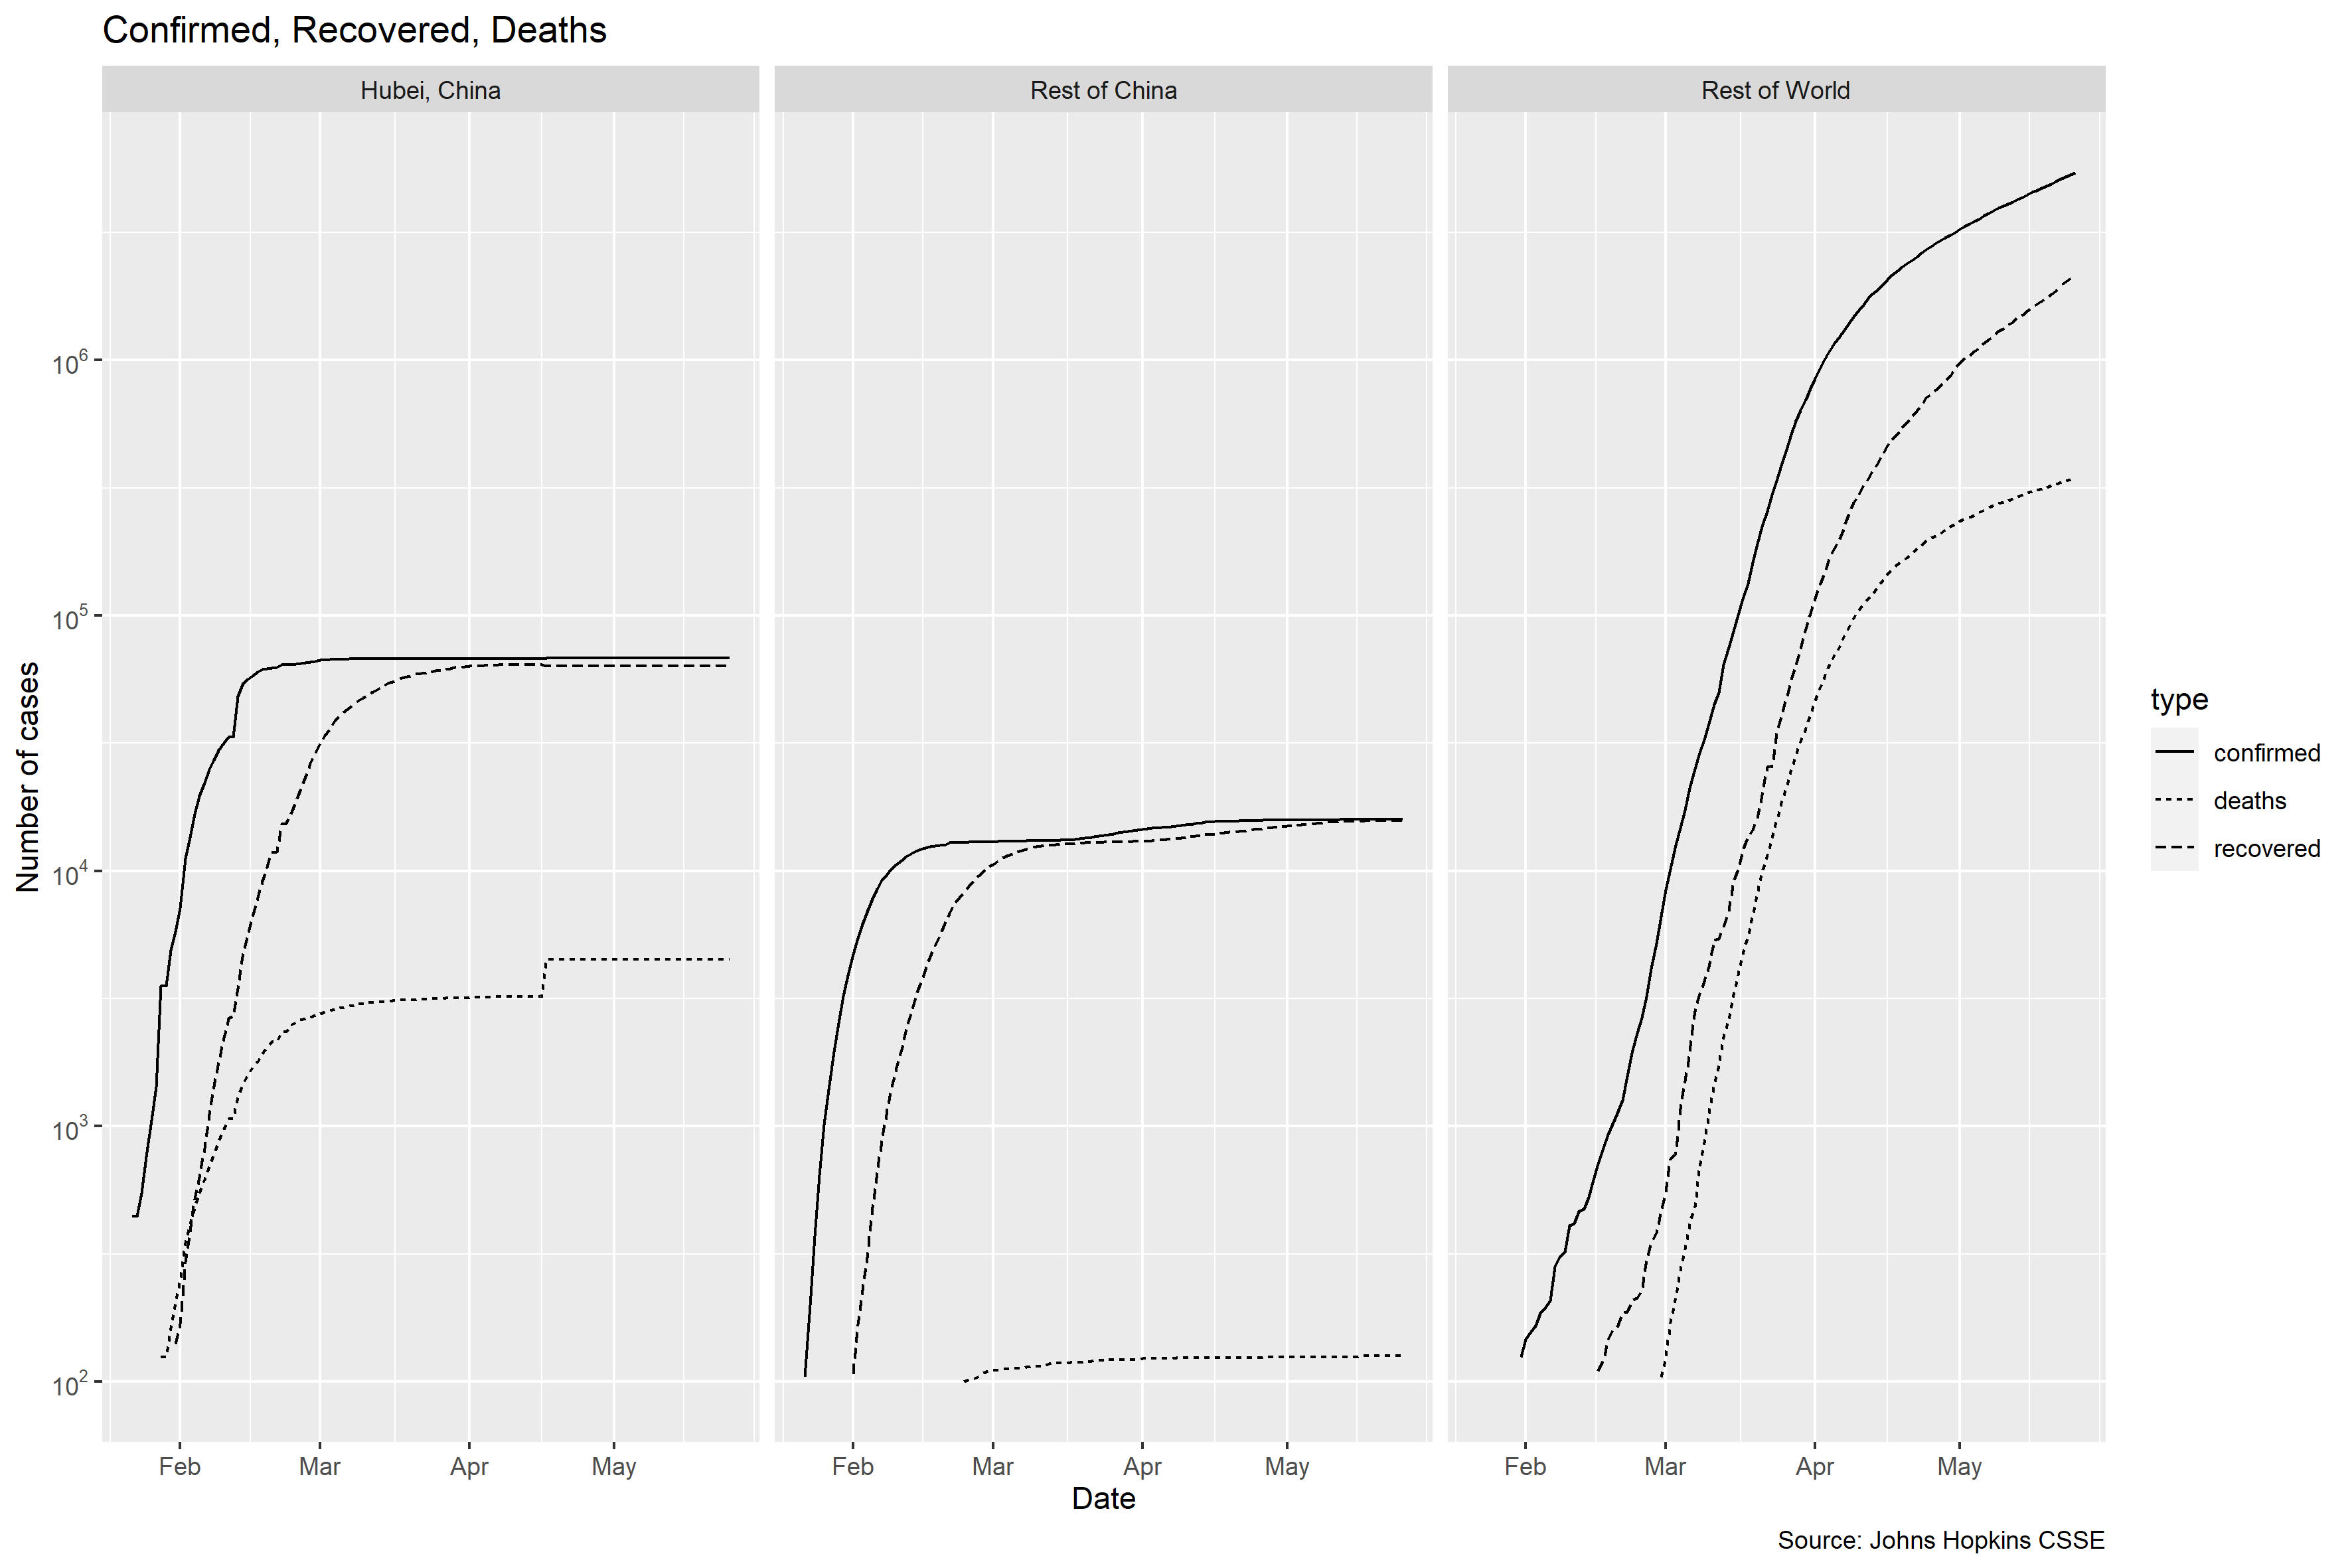 Confirmed, Recovered, Deaths
Hubei, China
Rest of China
Rest of World
Number of cases
10^6
10^5
10^4
10^3
10^2
Feb Mar Apr May
Feb Mar Apr May
Feb Mar Apr May
Date
type
confirmed
deaths
recovered
Source: Johns Hopkins CSSE